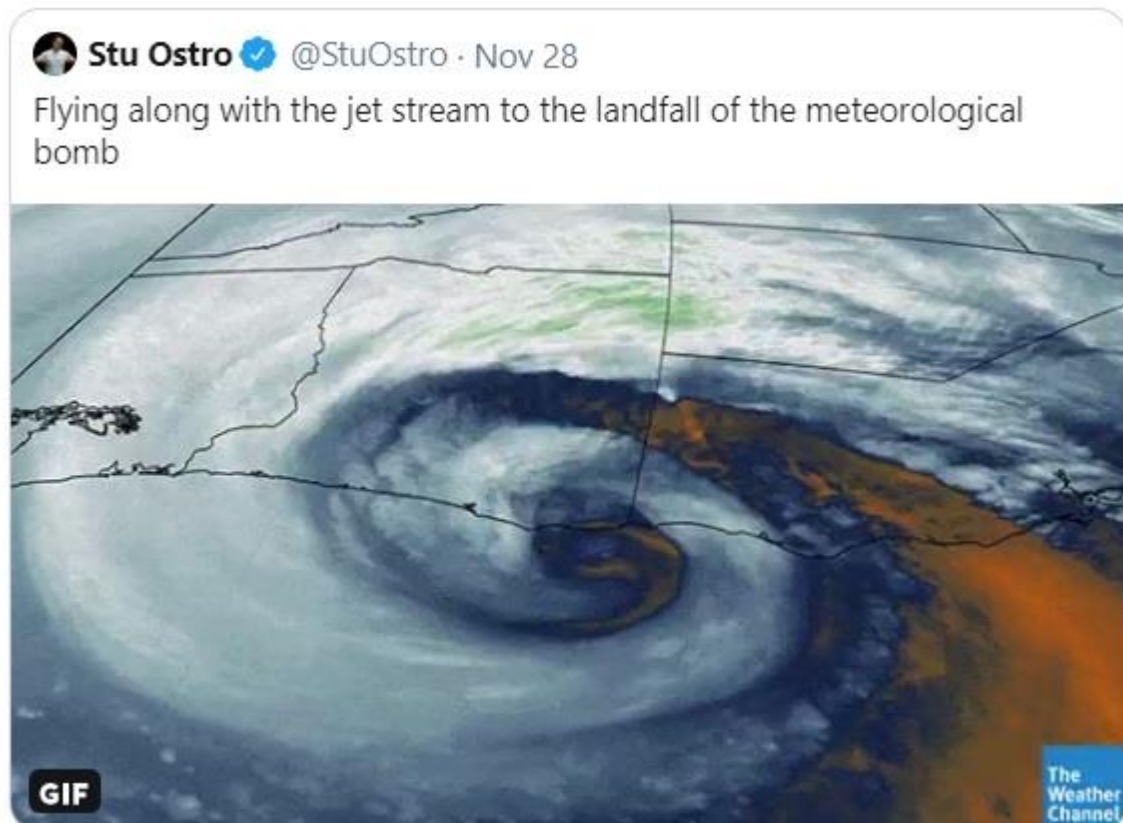 Stu Ostro @StuOstro · Nov 28
Flying along with the jet stream to the landfall of the meteorological
bomb
GIF
The
Weather
Channel